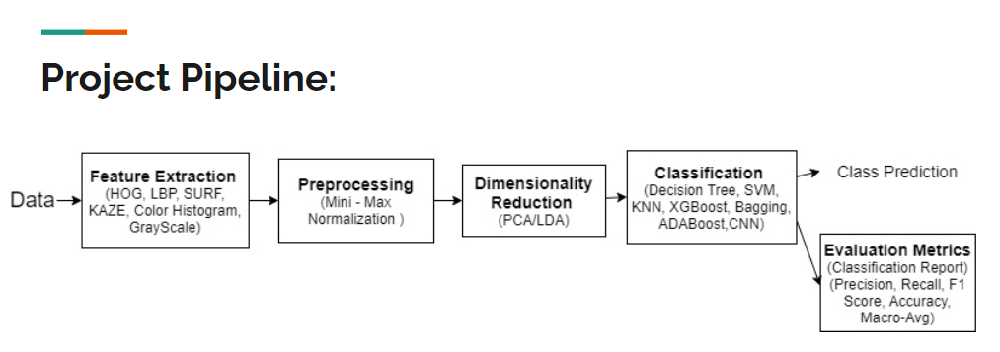 Project Pipeline:
Data
Feature Extraction
(HOG, LBP, SURF,
KAZE, Color Histogram,
GrayScale)
Preprocessing
(Mini - Max
Normalization )
Dimensionality
Reduction
(PCA/LDA)
Classification
(Decision Tree, SVM,
KNN, XGBoost, Bagging,
ADABoost,CNN)
Class Prediction
Evaluation Metrics
(Classification Report)
(Precision, Recall, F1
Score, Accuracy,
Macro-Avg)